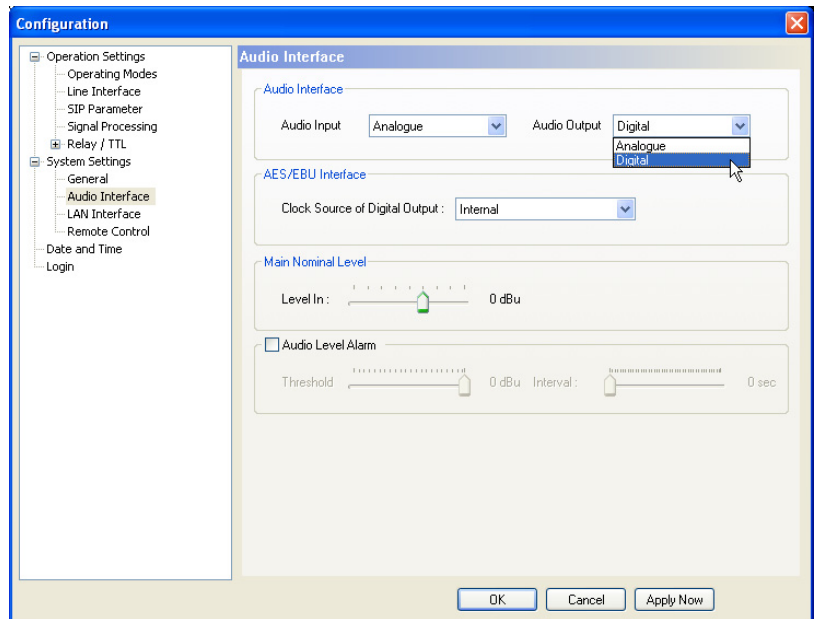 Configuration
Operation Settings
Operating Modes
Line Interface
SIP Parameter
Signal Processing
Relay / TTL
System Settings
General
Audio Interface
LAN Interface
Remote Control
Date and Time
Login
Audio Interface
Audio Interface
Audio Input Analogue Audio Output Digital
Analogue
Digital
AES/EBU Interface
Clock Source of Digital Output : Internal
Main Nominal Level
Level In : 0 dBu
Audio Level Alarm
Threshold 0 dBu Interval : 0 sec
OK Cancel Apply Now